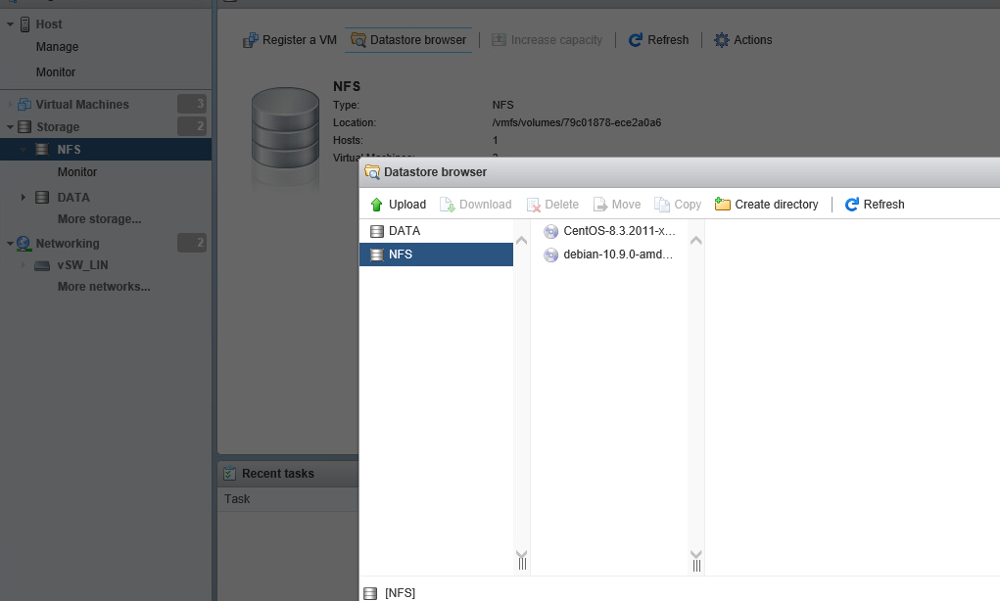 Host
Manage
Monitor
Virtual Machines 3
Storage 2
NFS
Monitor
DATA
More storage...
Networking 2
vSW_LIN
More networks...
Register a VM Datastore browser Increase capacity Refresh Actions
NFS
Type: NFS
Location: /vmfs/volumes/79c01878-ece2a0a6
Hosts: 1
Datastore browser
Upload Download Delete Move Copy Create directory Refresh
DATA
NFS
CentOS-8.3.2011-x...
debian-10.9.0-amd...
[NFS]
Recent tasks
Task